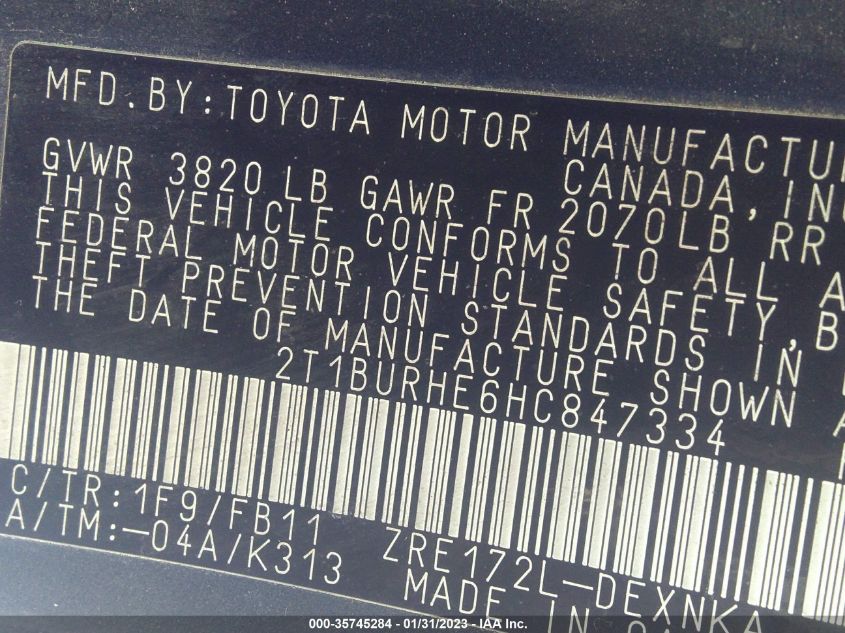 MFD.BY:TOYOTA MOTOR MANUFACTU
CANADA, IN
GVWR 3820 LB GAWR FR 2070LB RR
THIS VEHICLE CONFORMS TO ALL A
FEDERAL MOTOR VEHICLE SAFETY, B
THEFT PREVENTION STANDARDS IN
THE DATE OF MANUFACTURE SHOWN A
2T1BURHE6HC847334
C/TR:1F9/FB11 ZRE172L-DEXNKA
A/TM:-04A/K313 MADE IN
000-35745284 - 01/31/2023 - IAA Inc.